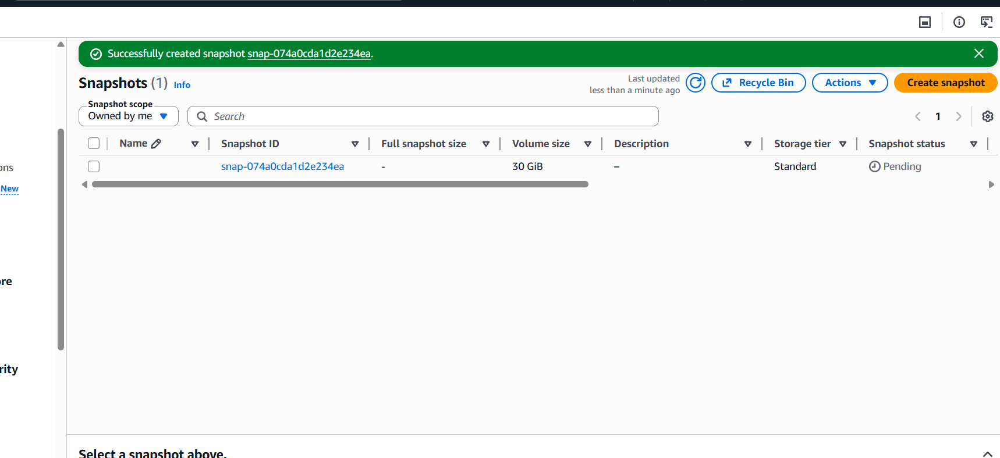 Successfully created snapshot snap-074a0cda1d2e234ea.
Snapshots (1) Info
Last updated
less than a minute ago
Recycle Bin
Actions
Create snapshot
Snapshot scope
Owned by me
Search
1
Name
Snapshot ID
Full snapshot size
Volume size
Description
Storage tier
Snapshot status
snap-074a0cda1d2e234ea
-
30 GiB
–
Standard
Pending
ons
New
ore
rity
Select a snapshot above.